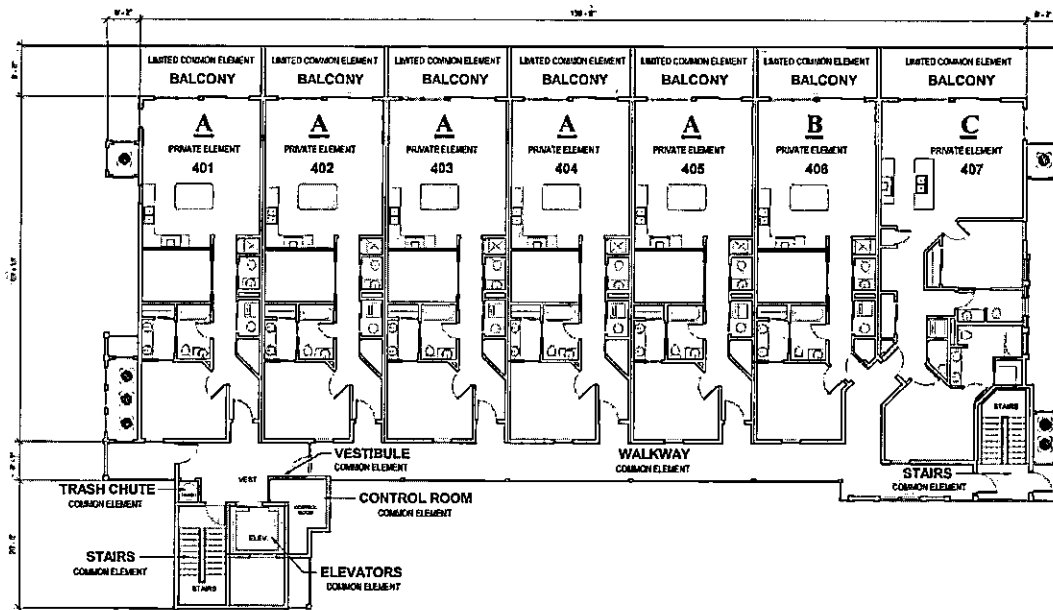 LIMITED COMMON ELEMENT
BALCONY
LIMITED COMMON ELEMENT
BALCONY
LIMITED COMMON ELEMENT
BALCONY
LIMITED COMMON ELEMENT
BALCONY
LIMITED COMMON ELEMENT
BALCONY
LIMITED COMMON ELEMENT
BALCONY
LIMITED COMMON ELEMENT
BALCONY
A
PRIVATE ELEMENT
401
A
PRIVATE ELEMENT
402
A
PRIVATE ELEMENT
403
A
PRIVATE ELEMENT
404
A
PRIVATE ELEMENT
405
B
PRIVATE ELEMENT
406
C
PRIVATE ELEMENT
407
STAIRS
VESTIBULE
COMMON ELEMENT
WALKWAY
COMMON ELEMENT
VEST
STAIRS
COMMON ELEMENT
TRASH CHUTE
COMMON ELEMENT
CONTROL ROOM
COMMON ELEMENT
CONTROL
ROOM
ELEV.
STAIRS
COMMON ELEMENT
ELEVATORS
COMMON ELEMENT
STAIRS